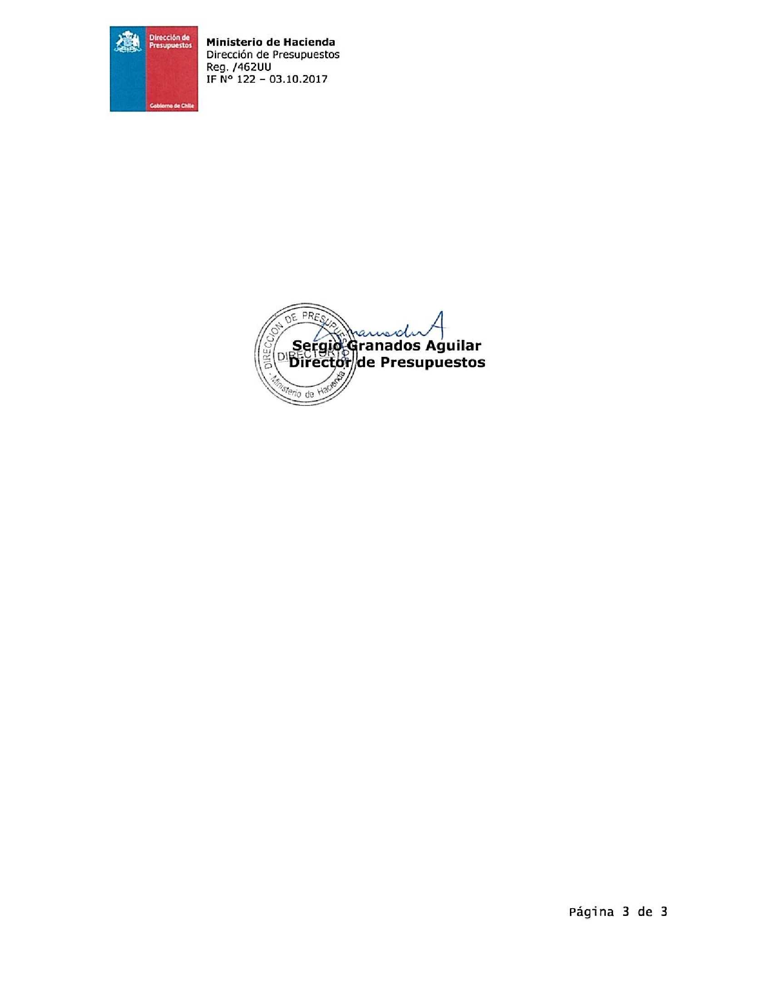 Dirección de
Presupuestos
Gobierno de Chile
Ministerio de Hacienda
Dirección de Presupuestos
Reg. /462UU
IF Nº 122 – 03.10.2017
DIRECCION DE PRESUPUESTOS
DIRECTOR
- Ministerio de Hacienda -
Sergio Granados Aguilar
Director de Presupuestos
Página 3 de 3